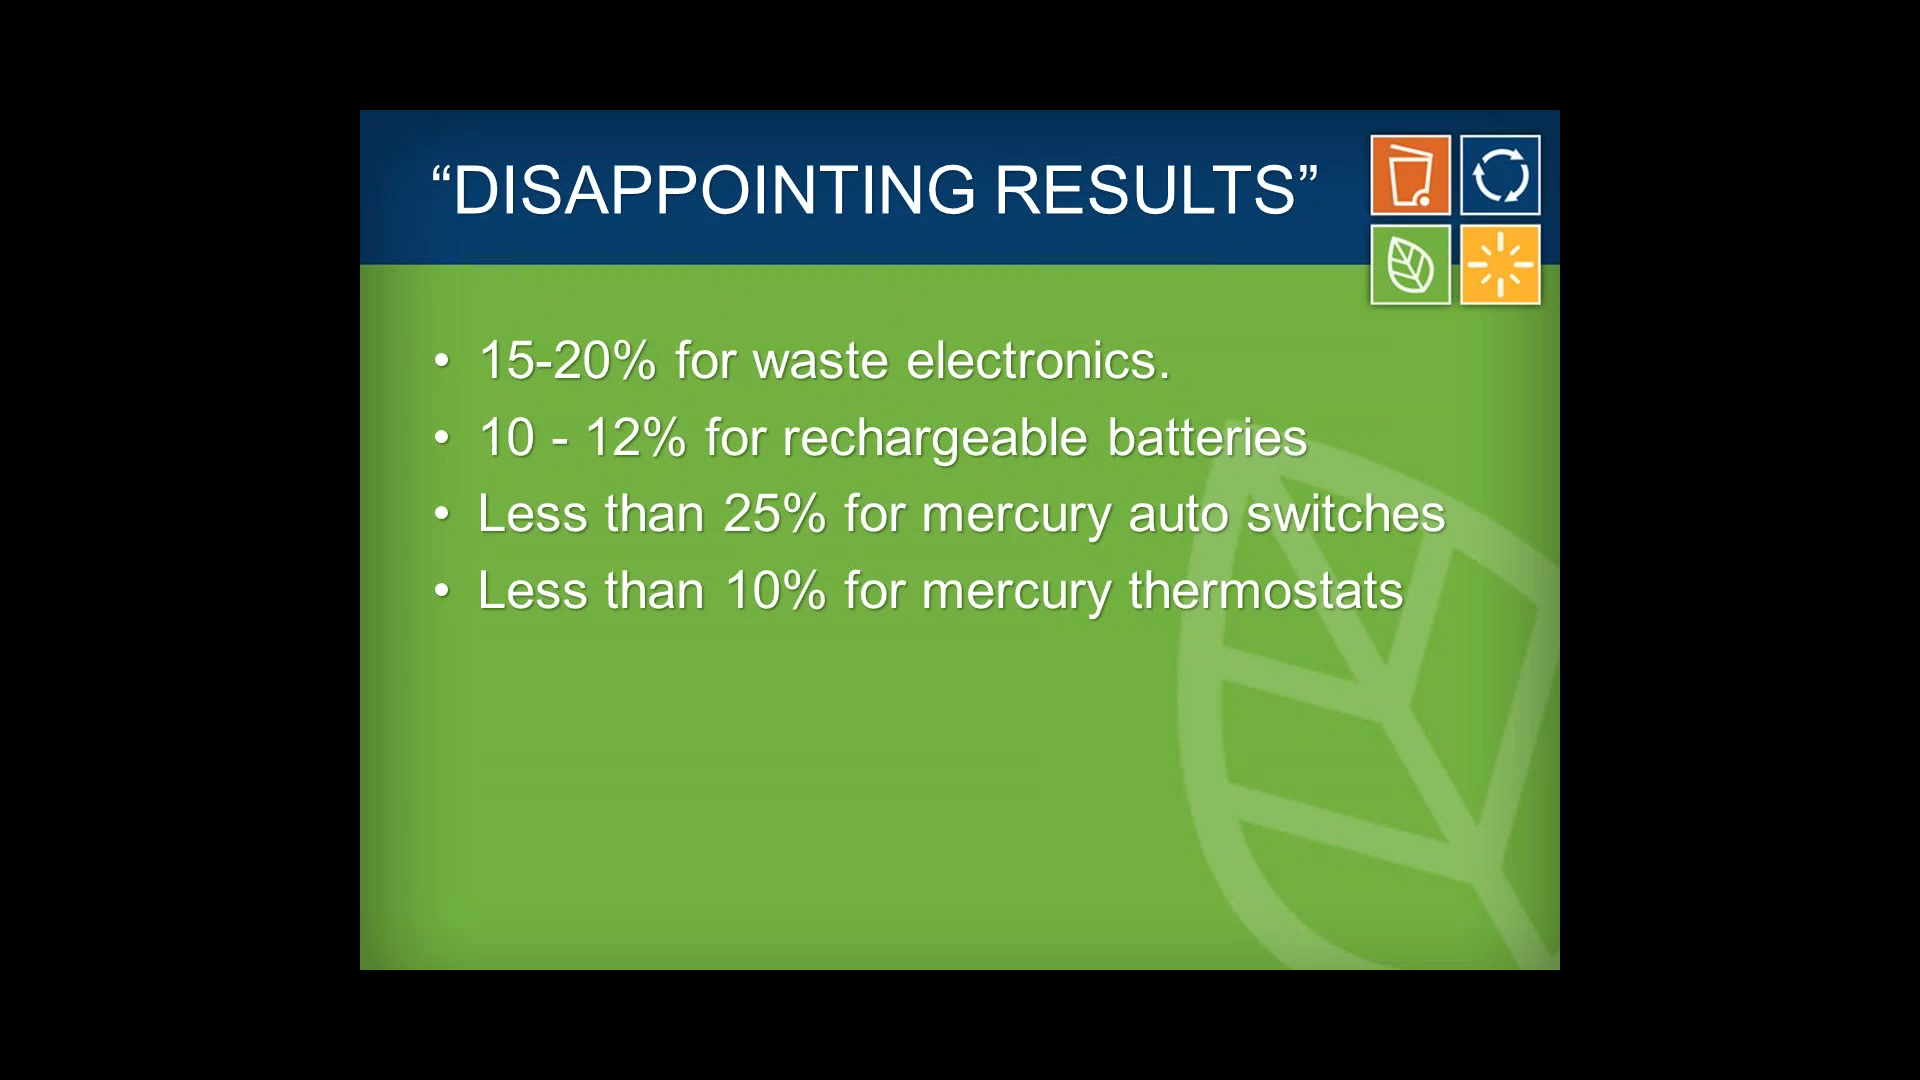 “DISAPPOINTING RESULTS”
• 15-20% for waste electronics.
• 10 - 12% for rechargeable batteries
• Less than 25% for mercury auto switches
• Less than 10% for mercury thermostats